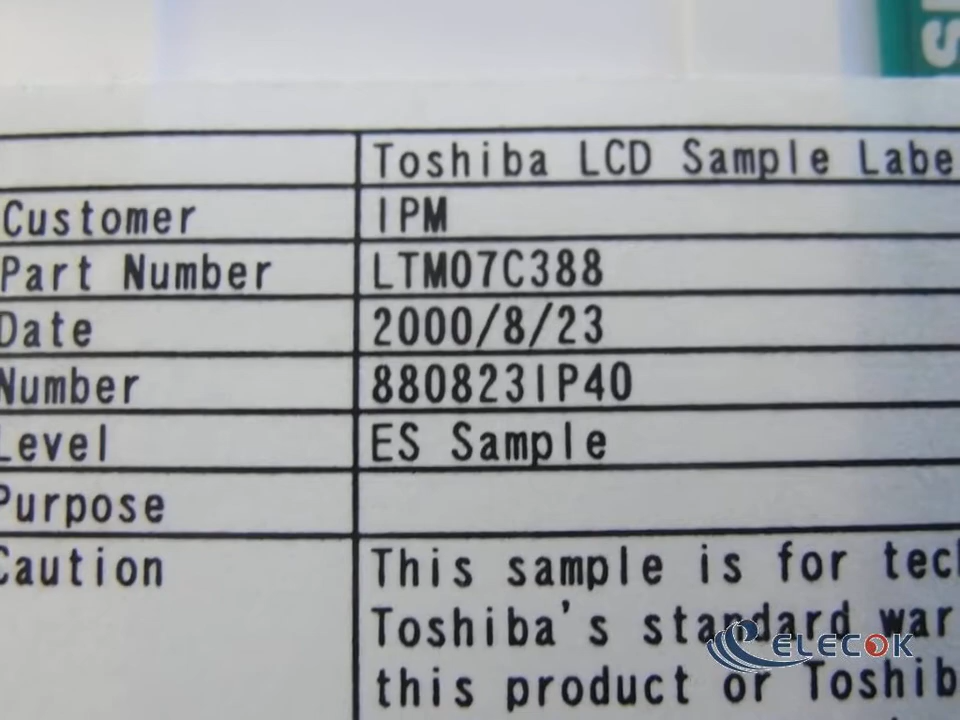 Toshiba LCD Sample Labe
Customer IPM
Part Number LTM07C388
Date 2000/8/23
Number 880823IP40
Level ES Sample
Purpose
Caution This sample is for tec
Toshiba's standard war
this product or Toshib
ELECOK